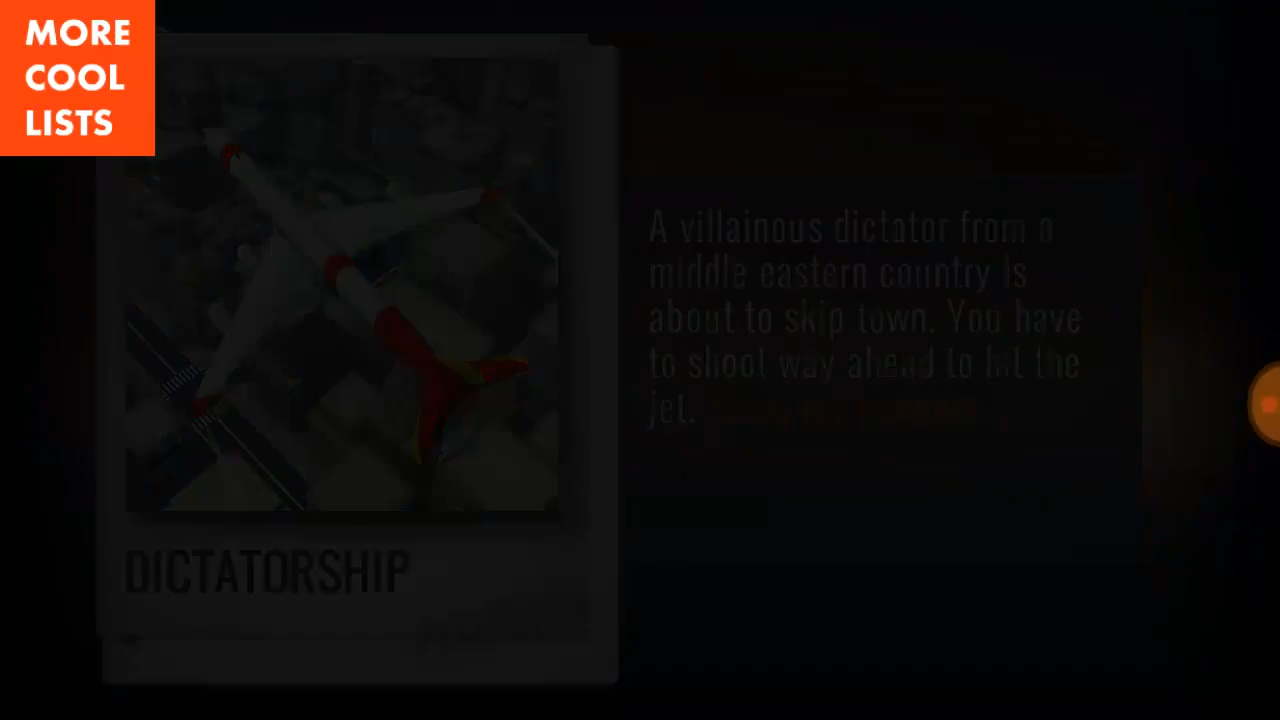 MORE
COOL
LISTS
A villainous dictator from a
middle eastern country is
about to skip town. You have
to shoot way ahead to hit the
jet.
DICTATORSHIP